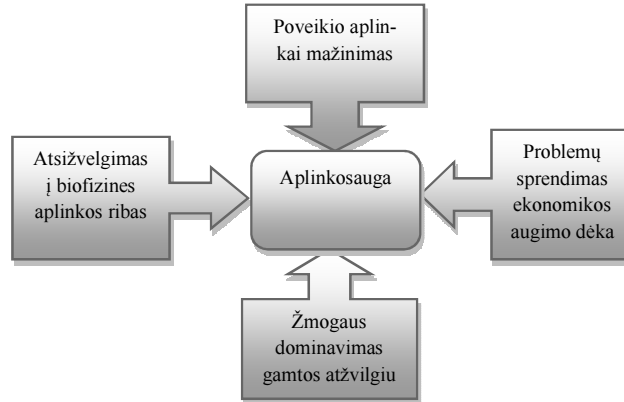 Poveikio aplin-
kai mažinimas
Atsižvelgimas
į biofizines
aplinkos ribas
Aplinkosauga
Problemų
sprendimas
ekonomikos
augimo dėka
Žmogaus
dominavimas
gamtos atžvilgiu